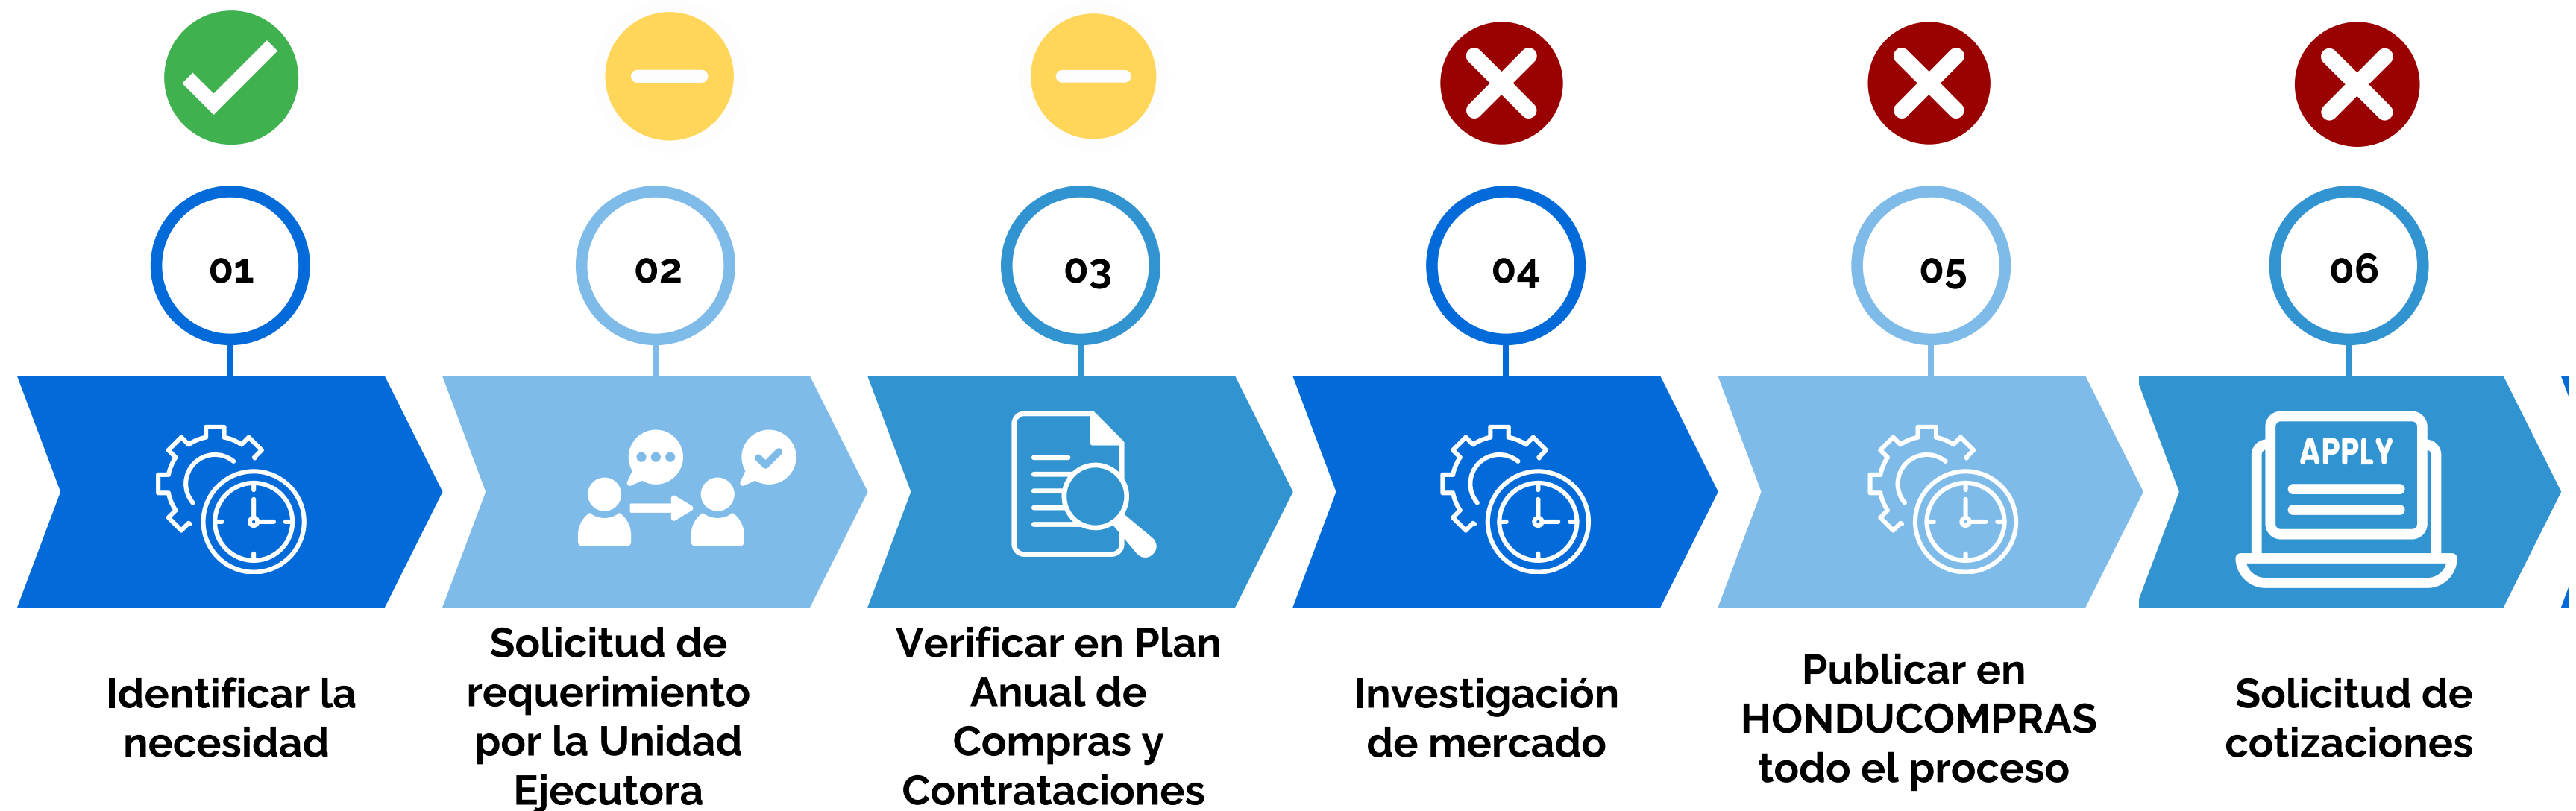 01
02
03
04
05
06
APPLY
Identificar la
necesidad
Solicitud de
requerimiento
por la Unidad
Ejecutora
Verificar en Plan
Anual de
Compras y
Contrataciones
Investigación
de mercado
Publicar en
HONDUCOMPRAS
todo el proceso
Solicitud de
cotizaciones